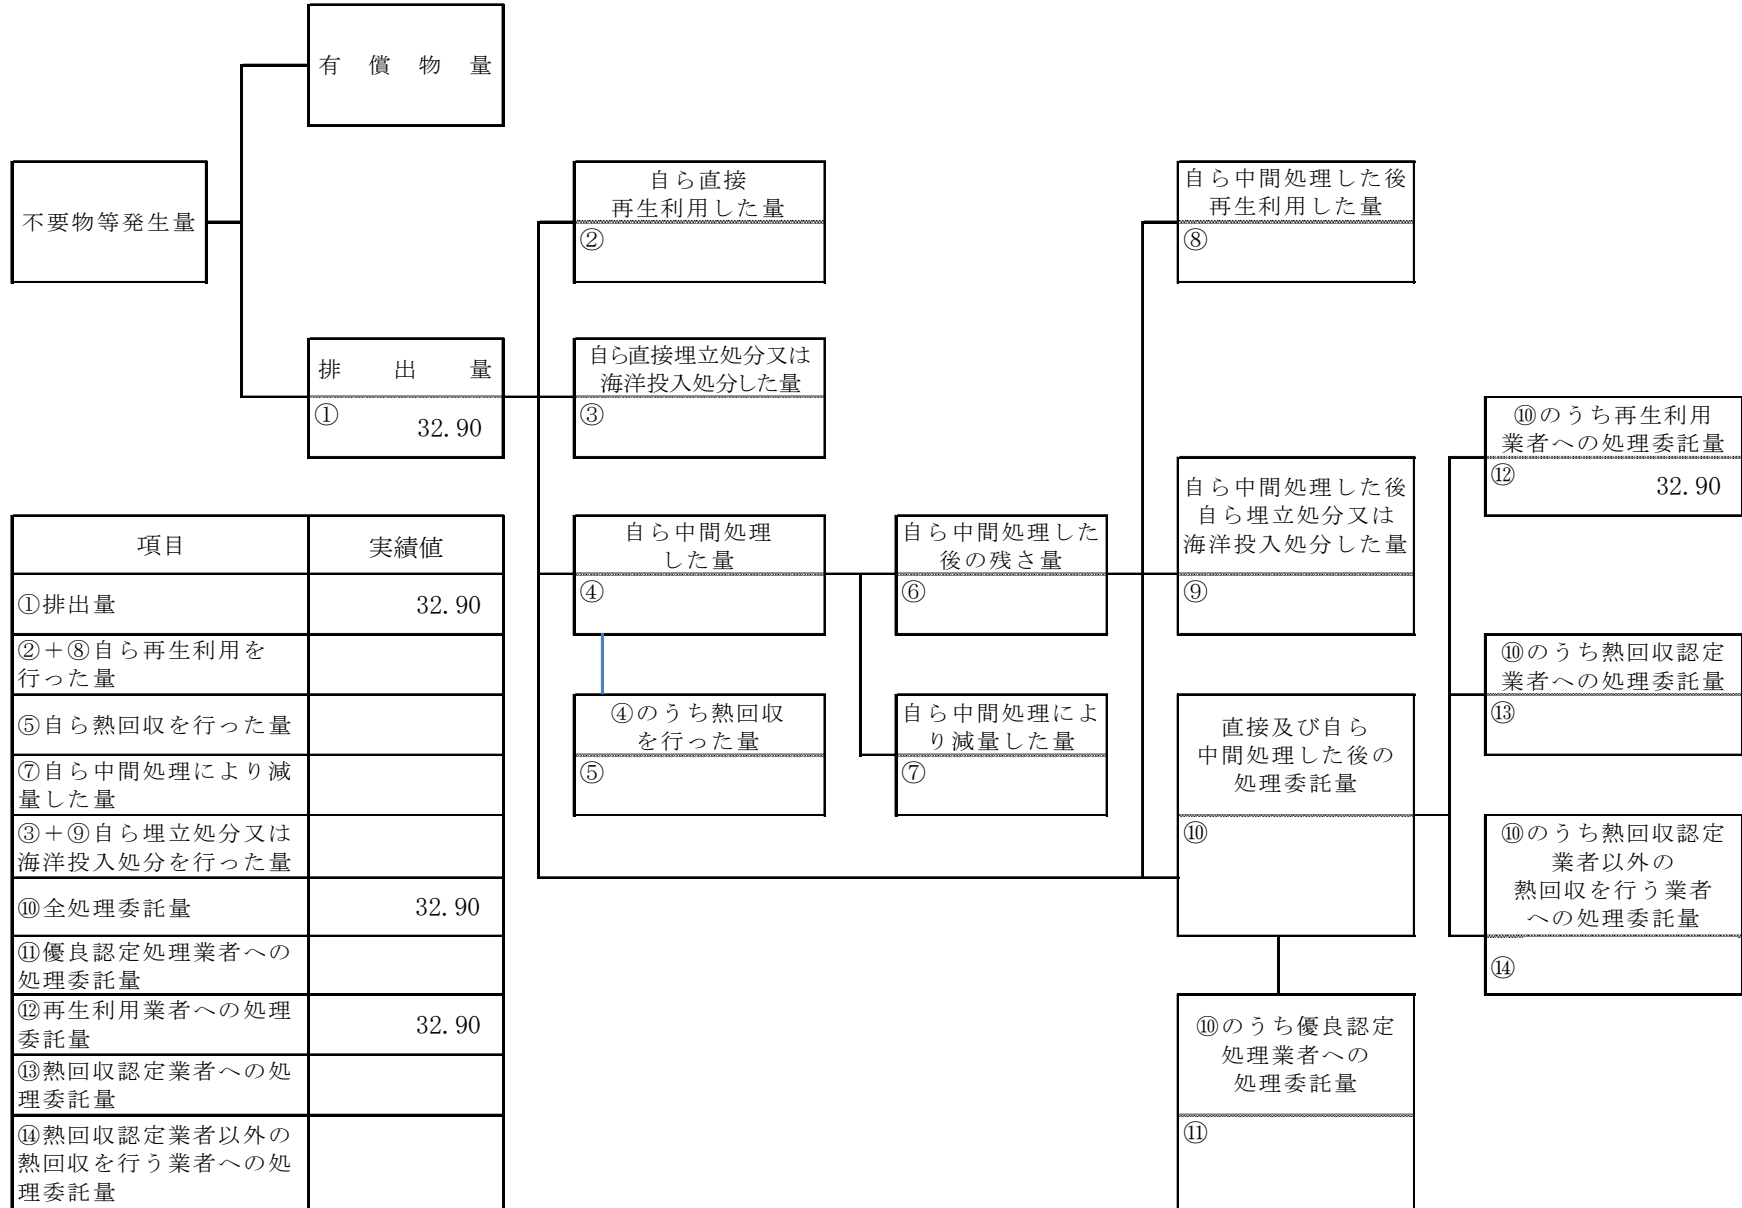 有償物量
不要物等発生量
排出量
①
32.90
自ら直接
再生利用した量
②
自ら直接埋立処分又は
海洋投入処分した量
③
自ら中間処理
した量
④
④のうち熱回収
を行った量
⑤
自ら中間処理した
後の残さ量
⑥
自ら中間処理によ
り減量した量
⑦
自ら中間処理した後
再生利用した量
⑧
自ら中間処理した後
自ら埋立処分又は
海洋投入処分した量
⑨
直接及び自ら
中間処理した後の
処理委託量
⑩
⑩のうち優良認定
処理業者への
処理委託量
⑪
⑩のうち再生利用
業者への処理委託量
⑫
32.90
⑩のうち熱回収認定
業者への処理委託量
⑬
⑩のうち熱回収認定
業者以外の
熱回収を行う業者
への処理委託量
⑭
項目 実績値
①排出量 32.90
②＋⑧自ら再生利用を
行った量
⑤自ら熱回収を行った量
⑦自ら中間処理により減
量した量
③＋⑨自ら埋立処分又は
海洋投入処分を行った量
⑩全処理委託量 32.90
⑪優良認定処理業者への
処理委託量
⑫再生利用業者への処理
委託量 32.90
⑬熱回収認定業者への処
理委託量
⑭熱回収認定業者以外の
熱回収を行う業者への処
理委託量